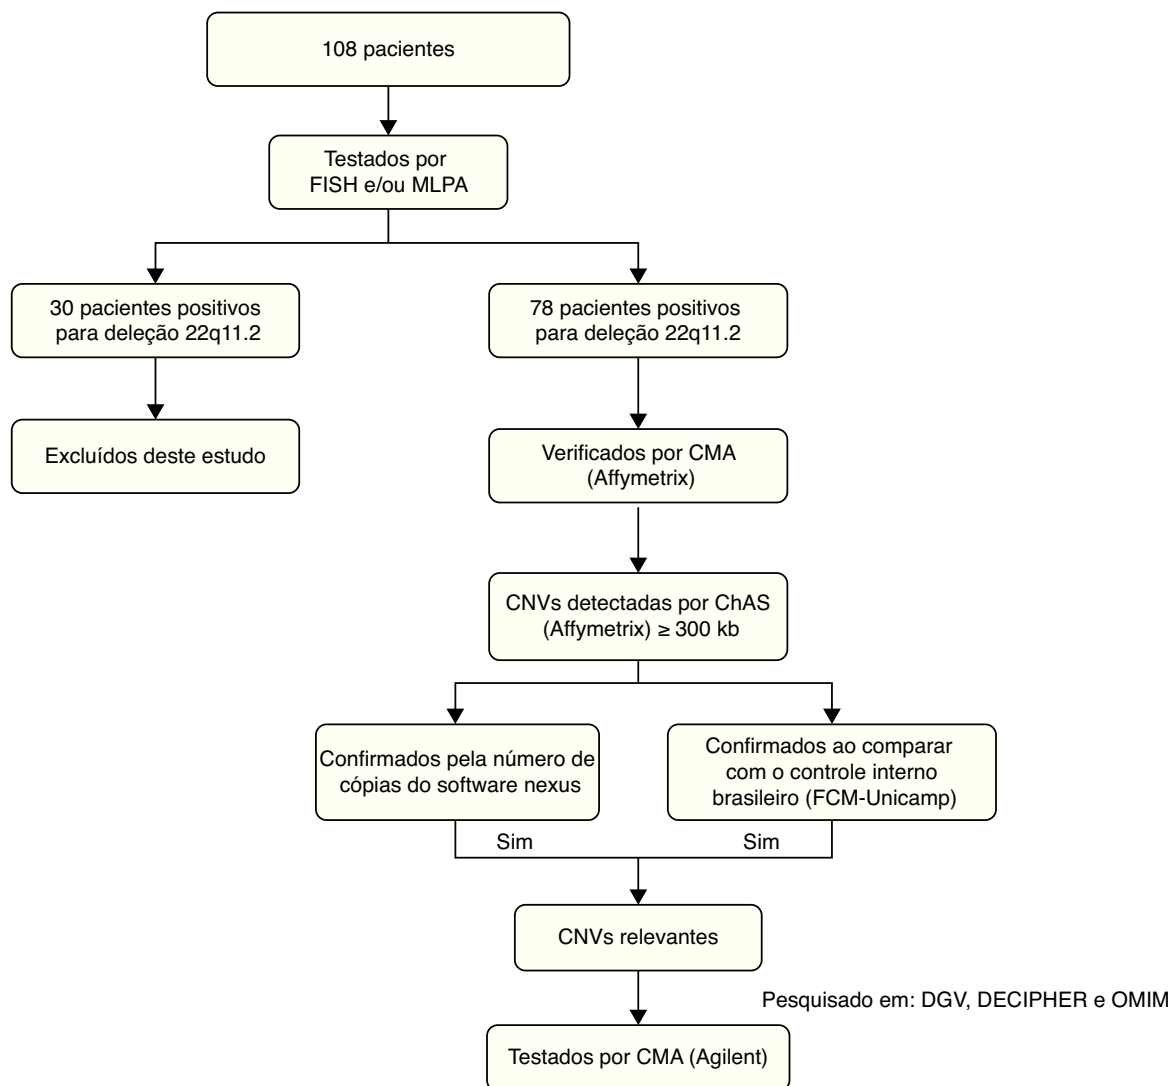 108 pacientes
Testados por
FISH e/ou MLPA
30 pacientes positivos
para deleção 22q11.2
78 pacientes positivos
para deleção 22q11.2
Excluídos deste estudo
Verificados por CMA
(Affymetrix)
CNVs detectadas por ChAS
(Affymetrix) ≥ 300 kb
Confirmados pela número de
cópias do software nexus
Confirmados ao comparar
com o controle interno
brasileiro (FCM-Unicamp)
Sim
Sim
CNVs relevantes
Pesquisado em: DGV, DECIPHER e OMIM
Testados por CMA (Agilent)